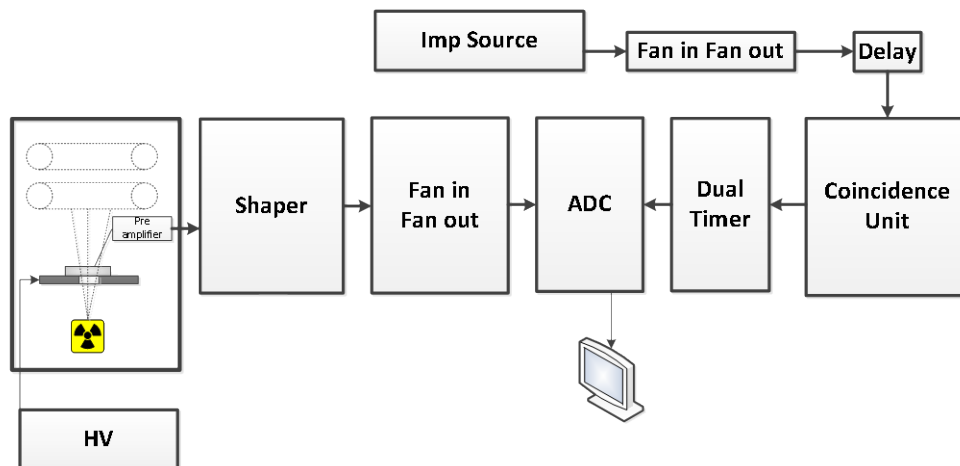 Imp Source
Fan in Fan out
Delay
Pre
amplifier
Shaper
Fan in
Fan out
ADC
Dual
Timer
Coincidence
Unit
HV